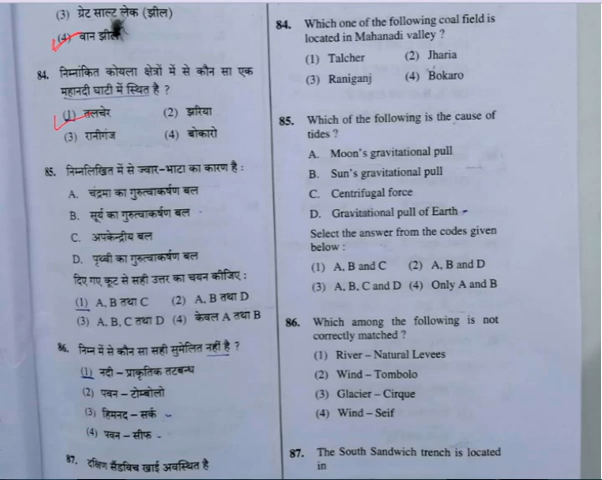 (3) ग्रेट साल्ट लेक (झील)
(4) वान झील
84. निम्नांकित कोयला क्षेत्रों में से कौन सा एक
महानदी घाटी में स्थित है ?
(1) तलचेर (2) झरिया
(3) रानीगंज (4) बोकारो
85. निम्नलिखित में से ज्वार-भाटा का कारण है :
A. चंद्रमा का गुरुत्वाकर्षण बल
B. सूर्य का गुरुत्वाकर्षण बल
C. अपकेन्द्रीय बल
D. पृथ्वी का गुरुत्वाकर्षण बल
दिए गए कूट से सही उत्तर का चयन कीजिए :
(1) A, B तथा C (2) A, B तथा D
(3) A, B, C तथा D (4) केवल A तथा B
86. निम्न में से कौन सा सही सुमेलित नहीं है ?
(1) नदी – प्राकृतिक तटबन्ध
(2) पवन – टोम्बोलो
(3) हिमनद – सर्क
(4) पवन – सीफ
87. दक्षिण सैंडविच खाई अवस्थित है
84. Which one of the following coal field is
located in Mahanadi valley ?
(1) Talcher (2) Jharia
(3) Raniganj (4) Bokaro
85. Which of the following is the cause of
tides ?
A. Moon's gravitational pull
B. Sun's gravitational pull
C. Centrifugal force
D. Gravitational pull of Earth
Select the answer from the codes given
below :
(1) A, B and C (2) A, B and D
(3) A, B, C and D (4) Only A and B
86. Which among the following is not
correctly matched ?
(1) River – Natural Levees
(2) Wind – Tombolo
(3) Glacier – Cirque
(4) Wind – Seif
87. The South Sandwich trench is located
in